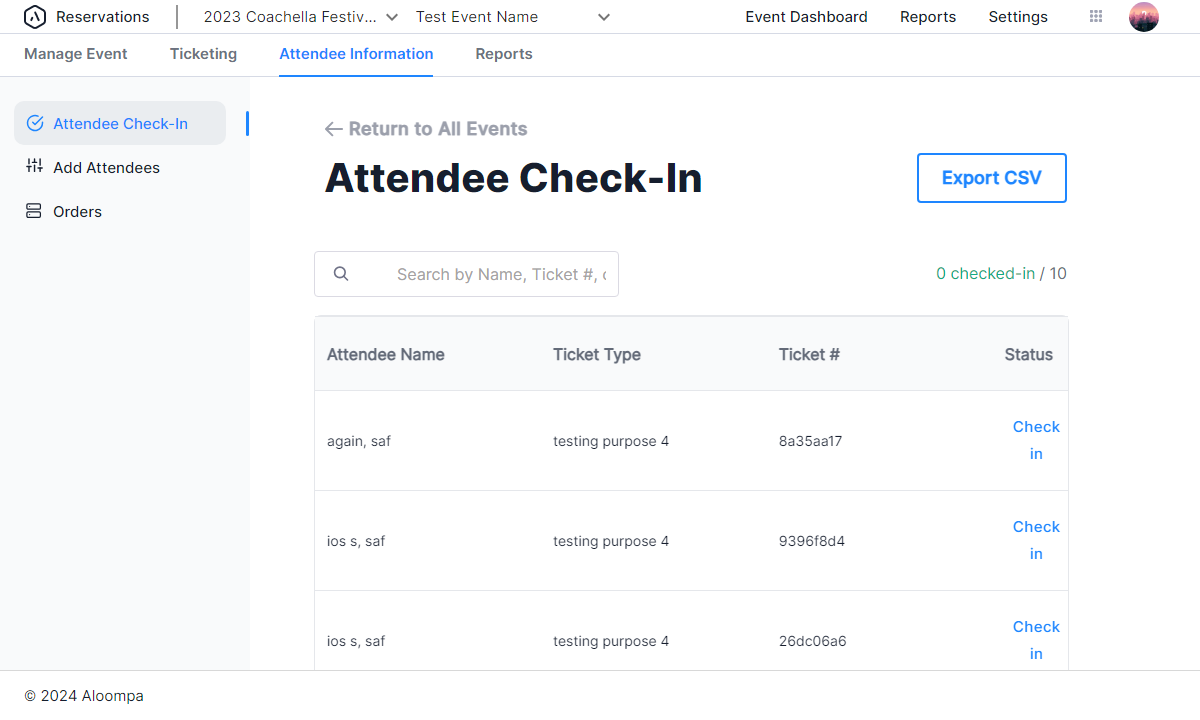 Reservations
2023 Coachella Festiv...
Test Event Name
Event Dashboard
Reports
Settings
Manage Event
Ticketing
Attendee Information
Reports
Attendee Check-In
Add Attendees
Orders
Return to All Events
Attendee Check-In
Export CSV
Search by Name, Ticket #,
0 checked-in / 10
Attendee Name
Ticket Type
Ticket #
Status
again, saf
testing purpose 4
8a35aa17
Check
in
ios s, saf
testing purpose 4
9396f8d4
Check
in
ios s, saf
testing purpose 4
26dc06a6
Check
in
© 2024 Aloompa